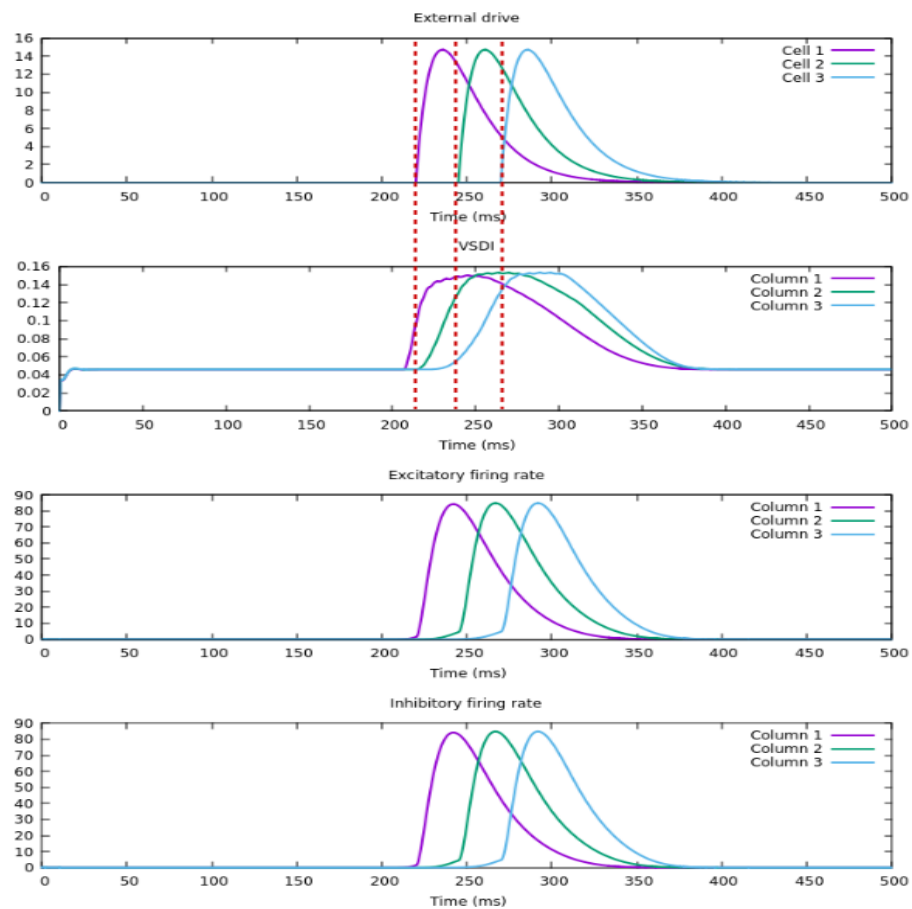 External drive
16
14
12
10
8
6
4
2
0
Cell 1
Cell 2
Cell 3
0 50 100 150 200 250 300 350 400 450 500
Time (ms)
VSDI
0.16
0.14
0.12
0.1
0.08
0.06
0.04
0.02
0
Column 1
Column 2
Column 3
0 50 100 150 200 250 300 350 400 450 500
Time (ms)
Excitatory firing rate
90
80
70
60
50
40
30
20
10
0
Column 1
Column 2
Column 3
0 50 100 150 200 250 300 350 400 450 500
Time (ms)
Inhibitory firing rate
90
80
70
60
50
40
30
20
10
0
Column 1
Column 2
Column 3
0 50 100 150 200 250 300 350 400 450 500
Time (ms)